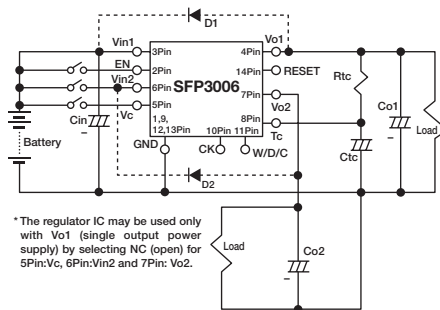 D1
Vin1
3Pin
4Pin
Vo1
EN
2Pin
SFP3006
14Pin
RESET
Vin2
6Pin
7Pin
Vo2
Rtc
Co1
Load
Vc
5Pin
8Pin
Tc
Battery
Cin
1,9,
12,13Pin
10Pin
11Pin
Ctc
GND
CK
W/D/C
D2
* The regulator IC may be used only
with Vo1 (single output power
supply) by selecting NC (open) for
5Pin:Vc, 6Pin:Vin2 and 7Pin: Vo2.
Load
Co2